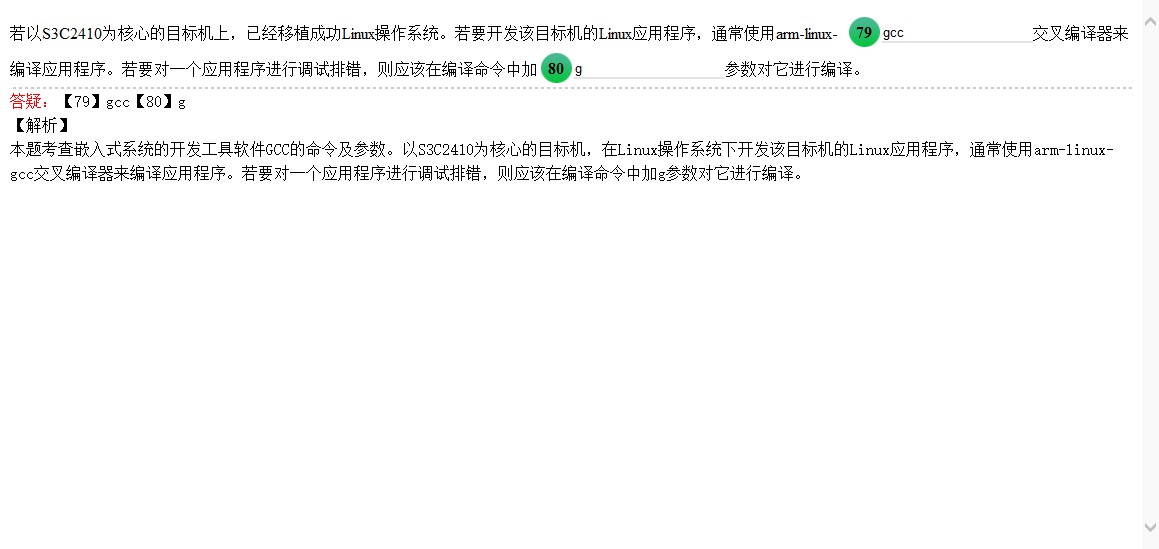 若以S3C2410为核心的目标机上，已经移植成功Linux操作系统。若要开发该目标机的Linux应用程序，通常使用arm-linux- 79 gcc 交叉编译器来
编译应用程序。若要对一个应用程序进行调试排错，则应该在编译命令中加 80 g 参数对它进行编译。
答疑：【79】gcc【80】g
【解析】
本题考查嵌入式系统的开发工具软件GCC的命令及参数。以S3C2410为核心的目标机，在Linux操作系统下开发该目标机的Linux应用程序，通常使用arm-linux-
gcc交叉编译器来编译应用程序。若要对一个应用程序进行调试排错，则应该在编译命令中加g参数对它进行编译。